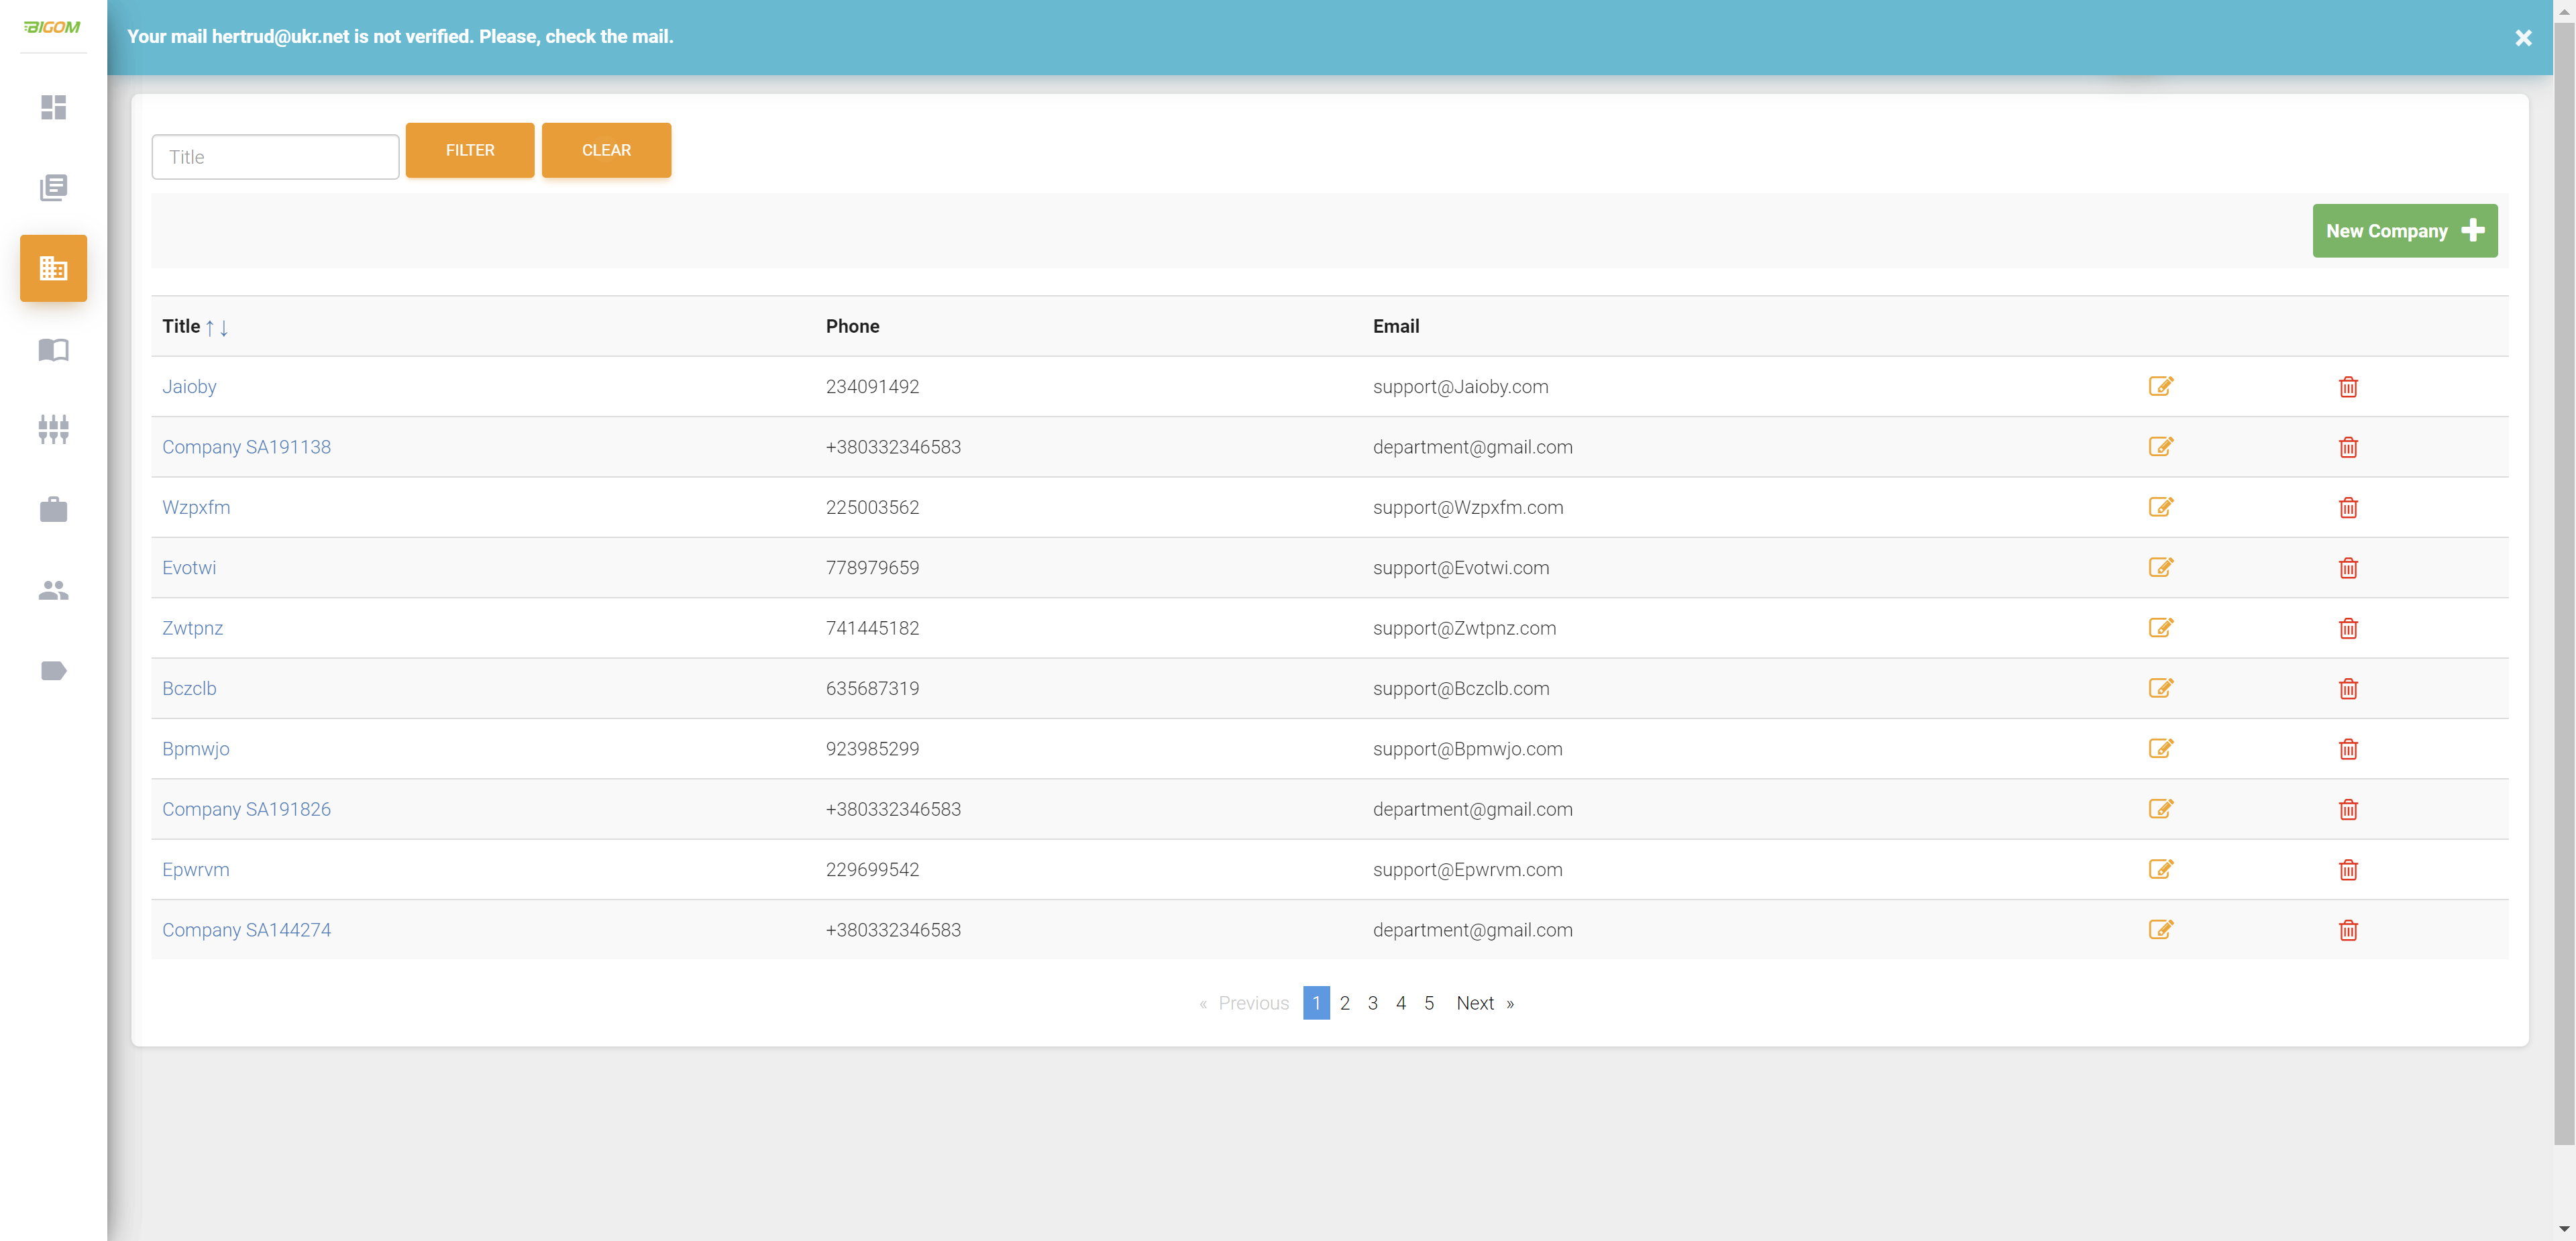 BIGOM
Your mail hertrud@ukr.net is not verified. Please, check the mail.
×
Title
FILTER
CLEAR
New Company
Title ↑↓ Phone Email
Jaioby 234091492 support@Jaioby.com
Company SA191138 +380332346583 department@gmail.com
Wzpxfm 225003562 support@Wzpxfm.com
Evotwi 778979659 support@Evotwi.com
Zwtpnz 741445182 support@Zwtpnz.com
Bczclb 635687319 support@Bczclb.com
Bpmwjo 923985299 support@Bpmwjo.com
Company SA191826 +380332346583 department@gmail.com
Epwrvm 229699542 support@Epwrvm.com
Company SA144274 +380332346583 department@gmail.com
« Previous 1 2 3 4 5 Next »